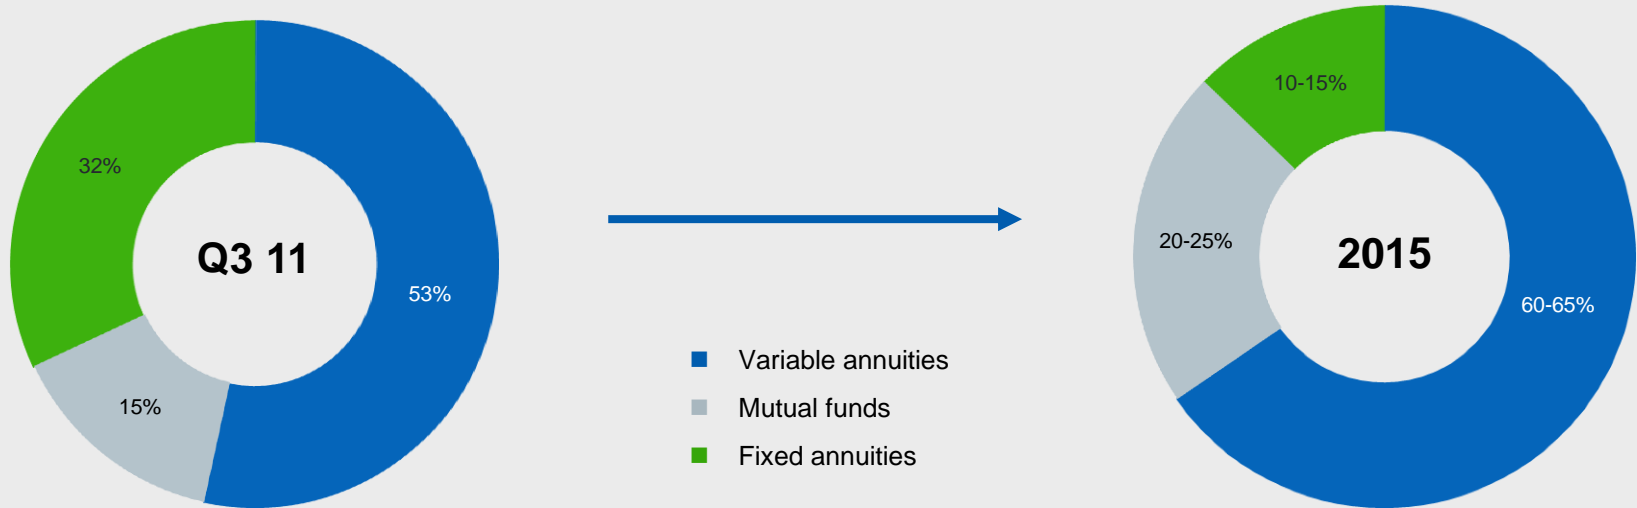 32%
Q3 11
53%
15%
Variable annuities
Mutual funds
Fixed annuities
10-15%
20-25%
2015
60-65%